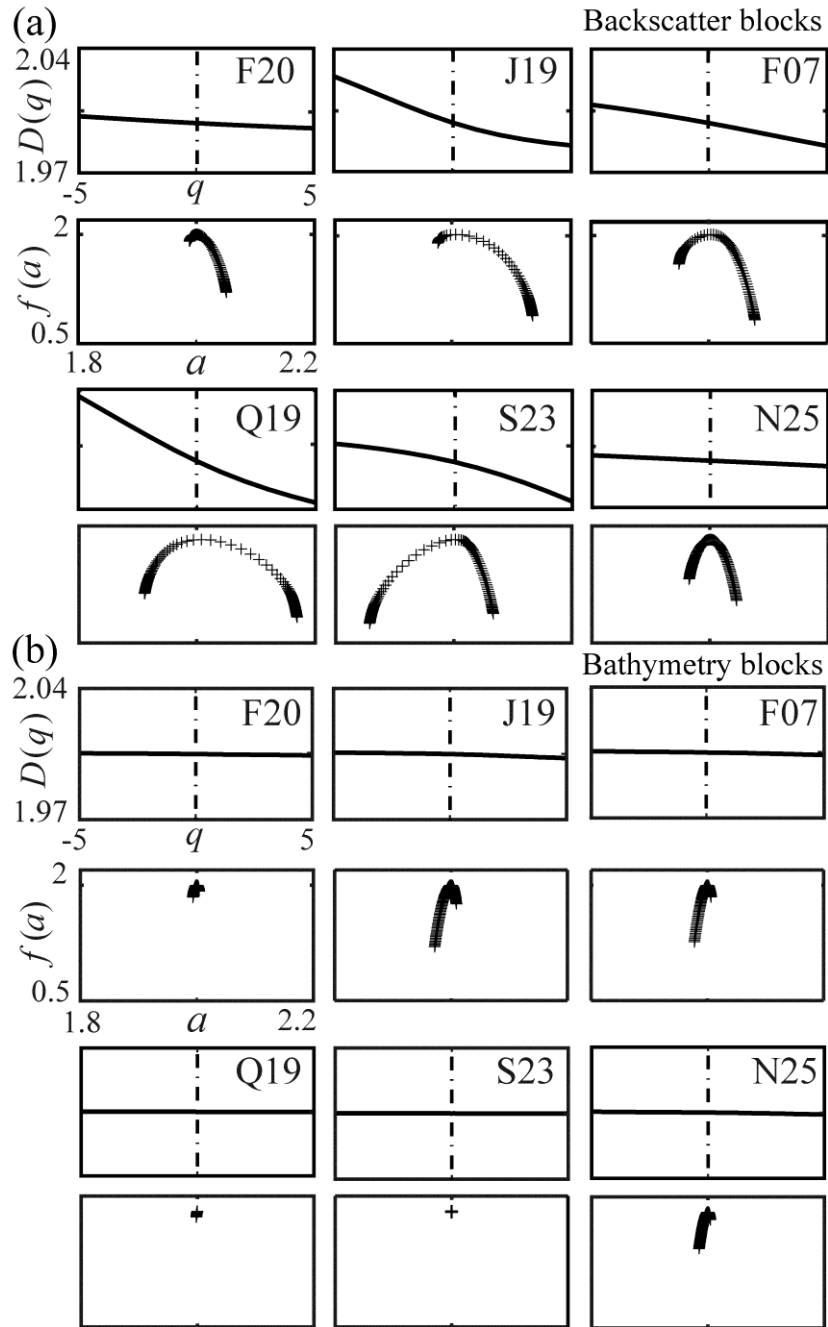 (a) Backscatter blocks
2.04 F20 J19 F07
D(q)
1.97
-5 q 5
2
f(a)
0.5
1.8 a 2.2
Q19 S23 N25
(b) Bathymetry blocks
2.04 F20 J19 F07
D(q)
1.97
-5 q 5
2
f(a)
0.5
1.8 a 2.2
Q19 S23 N25